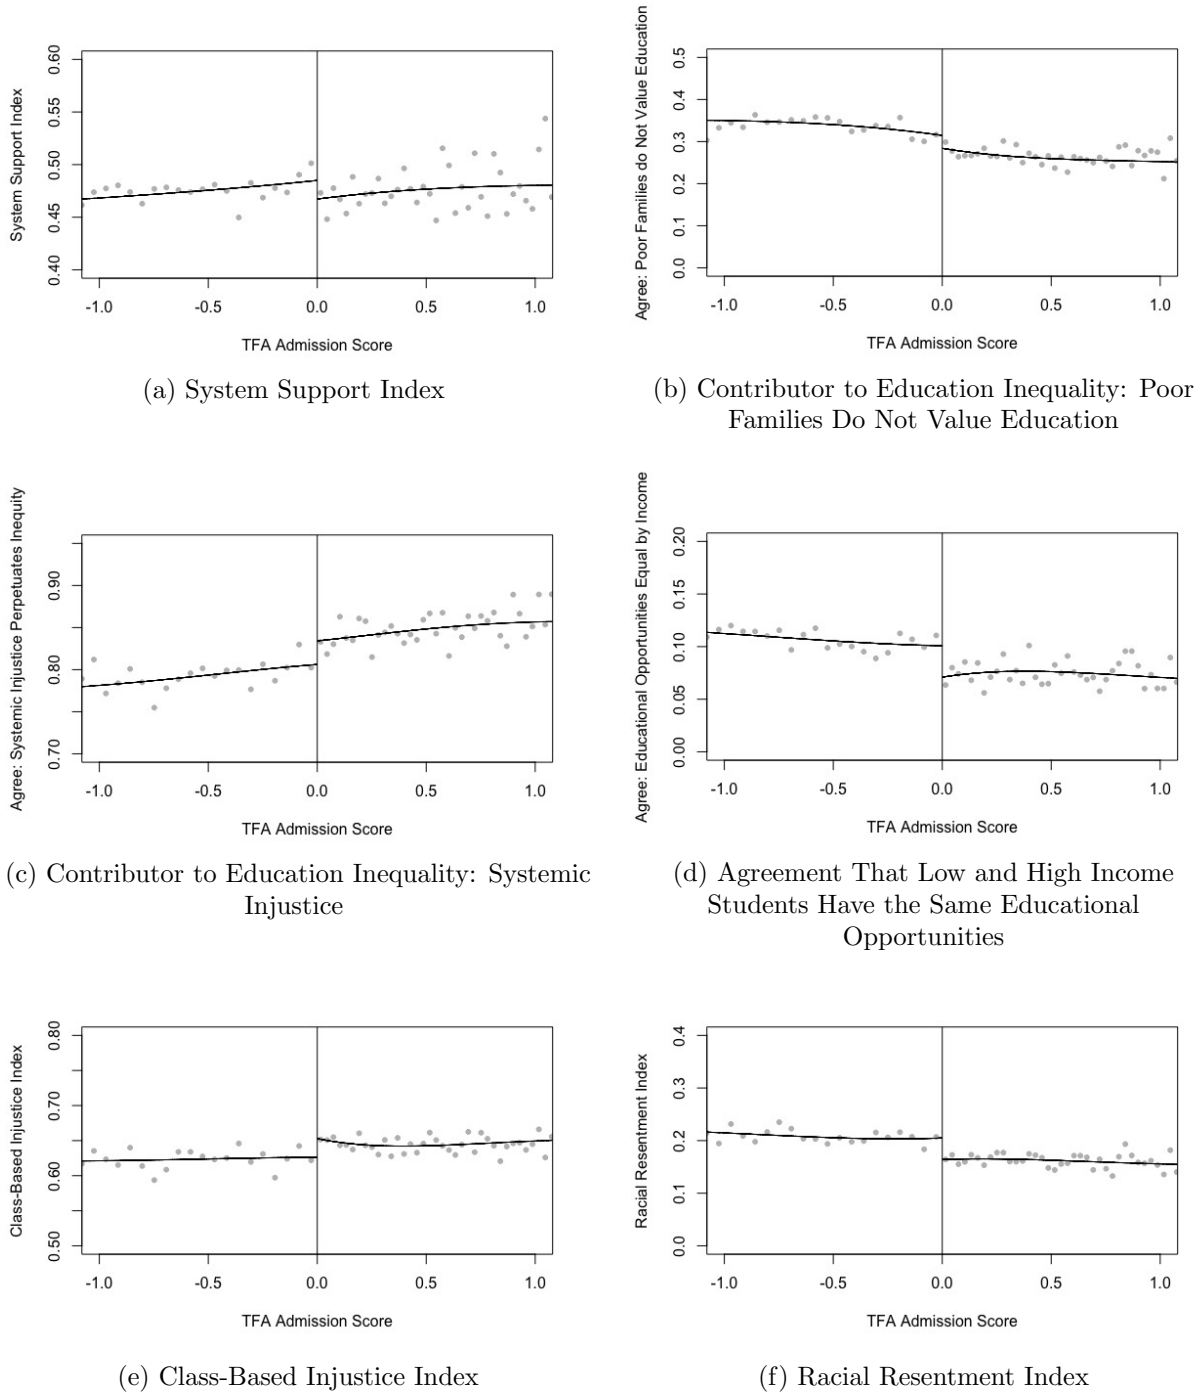 System Support Index
0.60
0.55
0.50
0.45
0.40
-1.0 -0.5 0.0 0.5 1.0
TFA Admission Score
(a) System Support Index
Agree: Poor Families do Not Value Education
0.5
0.4
0.3
0.2
0.1
0.0
-1.0 -0.5 0.0 0.5 1.0
TFA Admission Score
(b) Contributor to Education Inequality: Poor
Families Do Not Value Education
Agree: Systemic Injustice Perpetuates Inequity
0.90
0.80
0.70
-1.0 -0.5 0.0 0.5 1.0
TFA Admission Score
(c) Contributor to Education Inequality: Systemic
Injustice
Agree: Educational Opportunities Equal by Income
0.20
0.15
0.10
0.05
0.00
-1.0 -0.5 0.0 0.5 1.0
TFA Admission Score
(d) Agreement That Low and High Income
Students Have the Same Educational
Opportunities
Class-Based Injustice Index
0.80
0.70
0.60
0.50
-1.0 -0.5 0.0 0.5 1.0
TFA Admission Score
(e) Class-Based Injustice Index
Racial Resentment Index
0.4
0.3
0.2
0.1
0.0
-1.0 -0.5 0.0 0.5 1.0
TFA Admission Score
(f) Racial Resentment Index